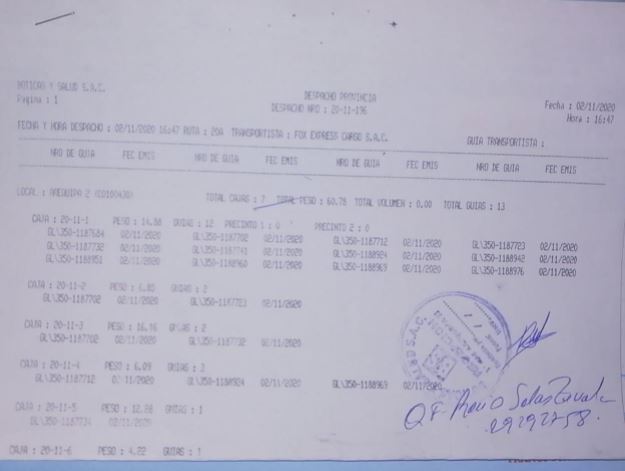 BOTICAS Y SALUD S.A.C.
Pagina : 1
DESPACHO PROVINCIA
DESPACHO NRO : 20-11-196
Fecha : 02/11/2020
Hora : 16:47
FECHA Y HORA DESPACHO : 02/11/2020 16:47 RUTA : 20A TRANSPORTISTA : FOX EXPRESS CARGO S.A.C. GUIA TRANSPORTISTA :
NRO DE GUIA FEC EMIS NRO DE GUIA FEC EMIS NRO DE GUIA FEC EMIS NRO DE GUIA FEC EMIS
LOCAL : AREQUIPA 2 TOTAL CAJAS : 7 TOTAL PESO : 60.78 TOTAL VOLUMEN : 0.00 TOTAL GUIAS : 13
CAJA : 20-11-1 PESO : 14.88 GUIAS : 12 PRECINTO 1 : 0 PRECINTO 2 : 0
GL\350-1187684 02/11/2020 GL\350-1187702 02/11/2020 GL\350-1187712 02/11/2020 GL\350-1187723 02/11/2020
GL\350-1187732 02/11/2020 GL\350-1187741 02/11/2020 GL\350-1188924 02/11/2020 GL\350-1188942 02/11/2020
GL\350-1188951 02/11/2020 GL\350-1188960 02/11/2020 GL\350-1188969 02/11/2020 GL\350-1188976 02/11/2020
CAJA : 20-11-2 PESO : GUIAS : 2
GL\350-1187702 02/11/2020 GL\350-1187723 02/11/2020
CAJA : 20-11-3 PESO : 16.16 GUIAS : 2
GL\350-1187702 02/11/2020 GL\350-1187732 02/11/2020
CAJA : 20-11-4 PESO : 6.09 GUIAS : 3
GL\350-1187712 02/11/2020 GL\350-1188924 02/11/2020 GL\350-1188969 02/11/2020
CAJA : 20-11-5 PESO : 12.28 GUIAS : 1
GL\350-1187734 02/11/2020
CAJA : 20-11-6 PESO : 4.22 GUIAS : 1
Q.F. Rocio Salas Zavala
29292758.